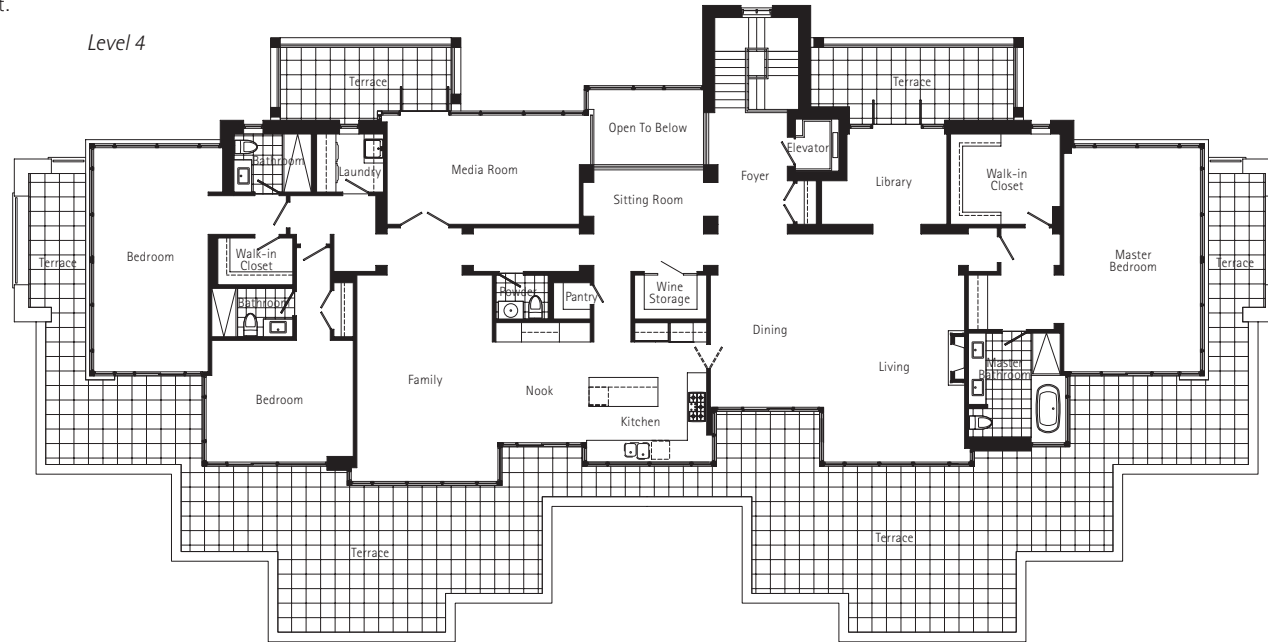 t.
Level 4
Terrace
Terrace
Open To Below
Bathroom
Laundry
Media Room
Elevator
Foyer
Library
Walk-in
Closet
Sitting Room
Terrace
Bedroom
Walk-in
Closet
Master
Bedroom
Terrace
Bathroom
Powder
Pantry
Wine
Storage
Dining
Bedroom
Family
Nook
Kitchen
Living
Master
Bathroom
Terrace
Terrace